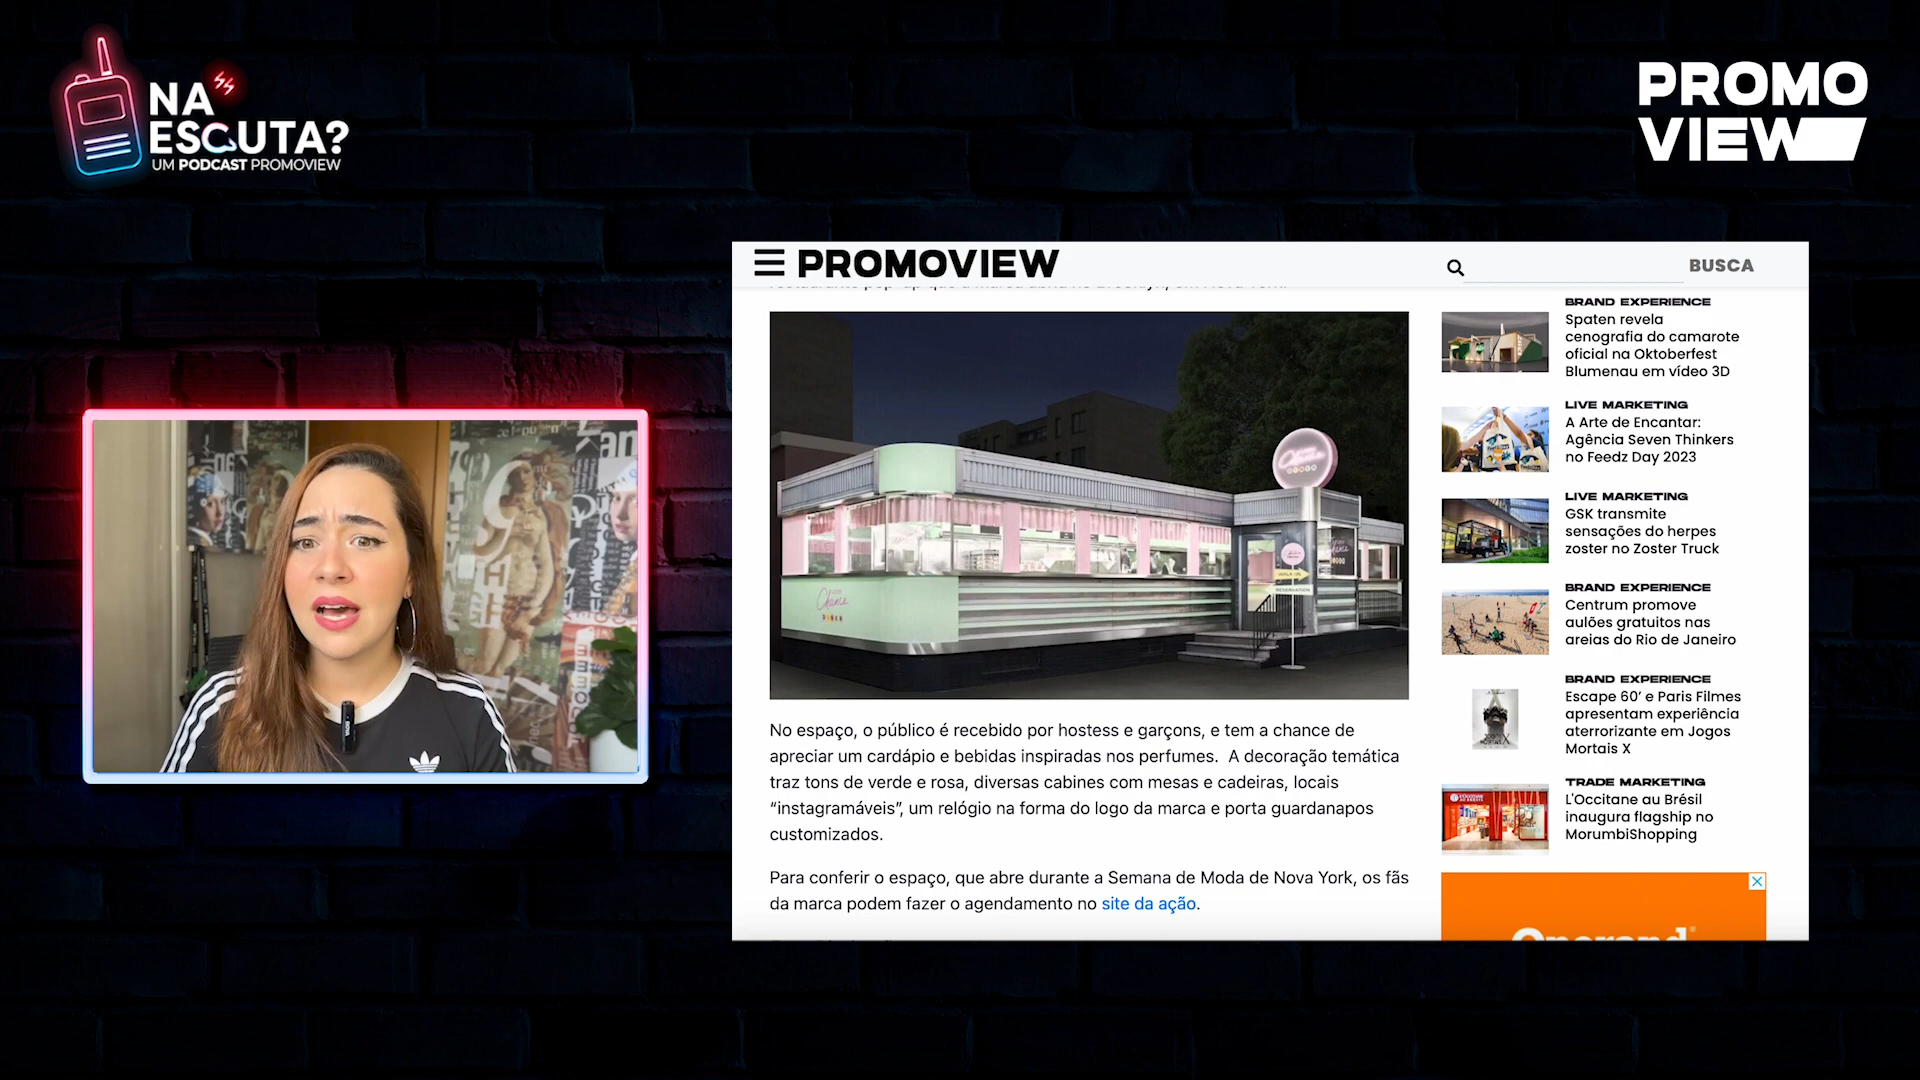 NA
ESCUTA?
UM PODCAST PROMOVIEW
PROMO
VIEW
PROMOVIEW
BUSCA
No espaço, o público é recebido por hostess e garçons, e tem a chance de
apreciar um cardápio e bebidas inspiradas nos perfumes. A decoração temática
traz tons de verde e rosa, diversas cabines com mesas e cadeiras, locais
“instagramáveis”, um relógio na forma do logo da marca e porta guardanapos
customizados.
Para conferir o espaço, que abre durante a Semana de Moda de Nova York, os fãs
da marca podem fazer o agendamento no site da ação.
BRAND EXPERIENCE
Spaten revela
cenografia do camarote
oficial na Oktoberfest
Blumenau em vídeo 3D
LIVE MARKETING
A Arte de Encantar:
Agência Seven Thinkers
no Feedz Day 2023
LIVE MARKETING
GSK transmite
sensações do herpes
zoster no Zoster Truck
BRAND EXPERIENCE
Centrum promove
aulões gratuitos nas
areias do Rio de Janeiro
BRAND EXPERIENCE
Escape 60’ e Paris Filmes
apresentam experiência
aterrorizante em Jogos
Mortais X
TRADE MARKETING
L'Occitane au Brésil
inaugura flagship no
MorumbiShopping
Chance
DINER
Chance
DINER